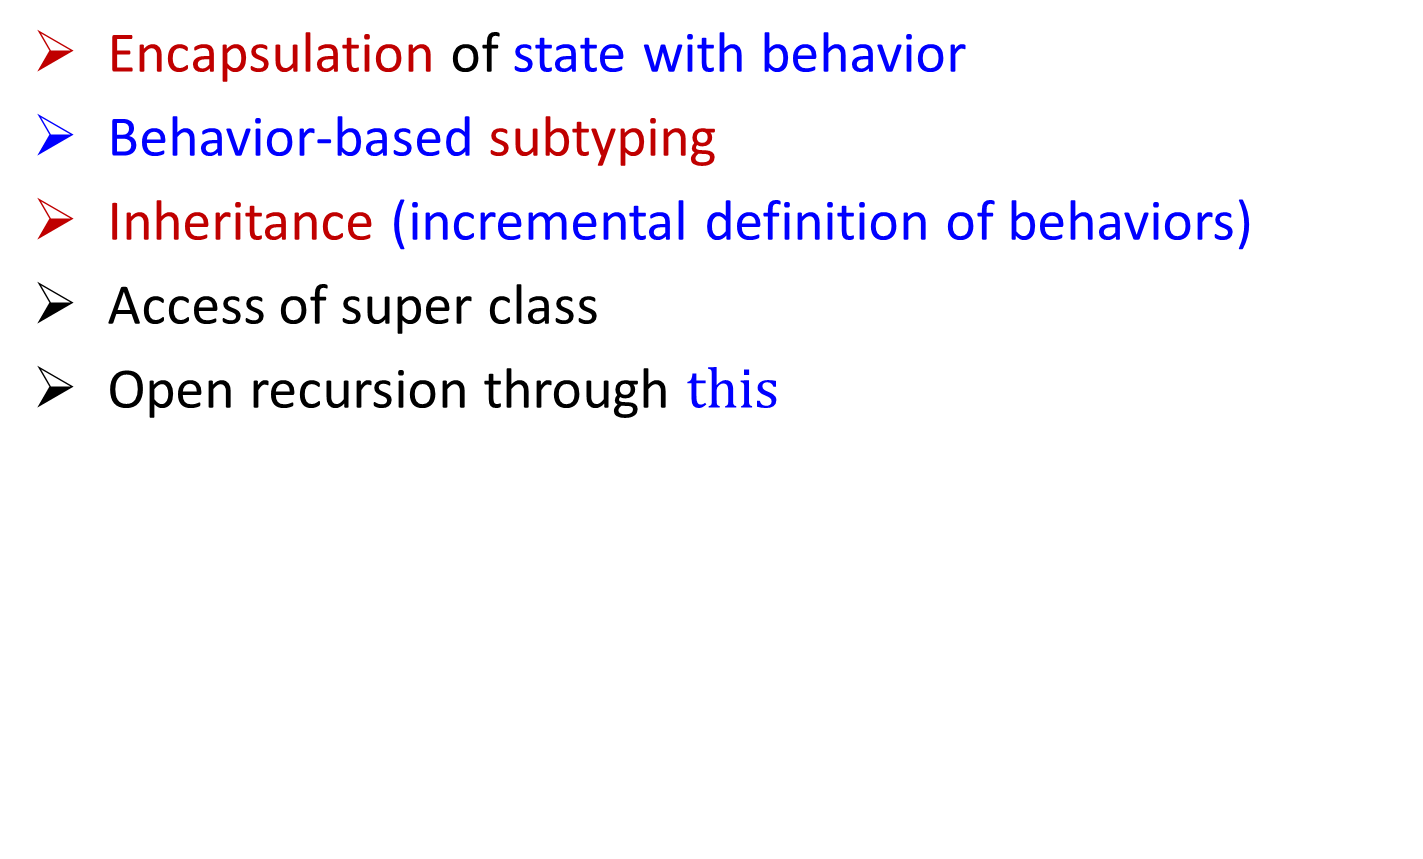 ➢ Encapsulation of state with behavior
➢ Behavior-based subtyping
➢ Inheritance (incremental definition of behaviors)
➢ Access of super class
➢ Open recursion through this